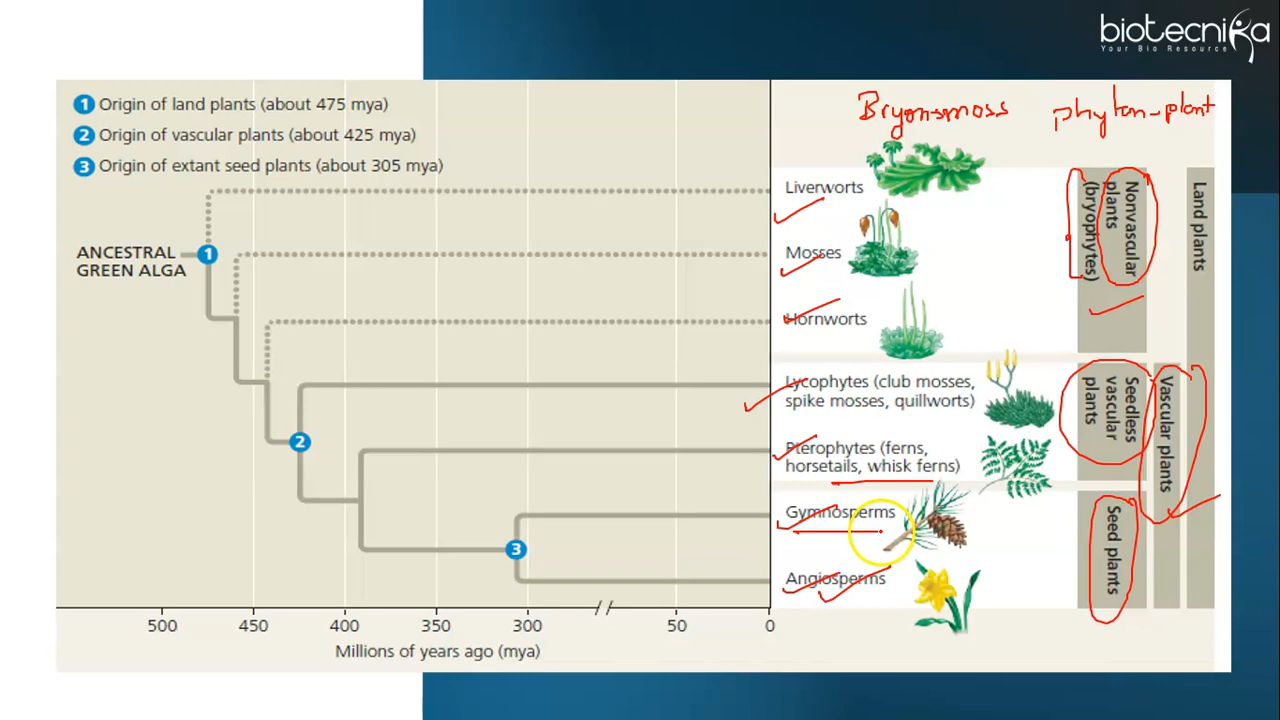 biotecnika
Your Bio Resource
1 Origin of land plants (about 475 mya)
2 Origin of vascular plants (about 425 mya)
3 Origin of extant seed plants (about 305 mya)
Bryon-moss
phyton-plant
ANCESTRAL
GREEN ALGA
1
2
3
Liverworts
Mosses
Hornworts
Lycophytes (club mosses,
spike mosses, quillworts)
Pterophytes (ferns,
horsetails, whisk ferns)
Gymnosperms
Angiosperms
Nonvascular
plants
(bryophytes)
Seedless
vascular
plants
Seed plants
Vascular plants
Land plants
500 450 400 350 300 50 0
Millions of years ago (mya)